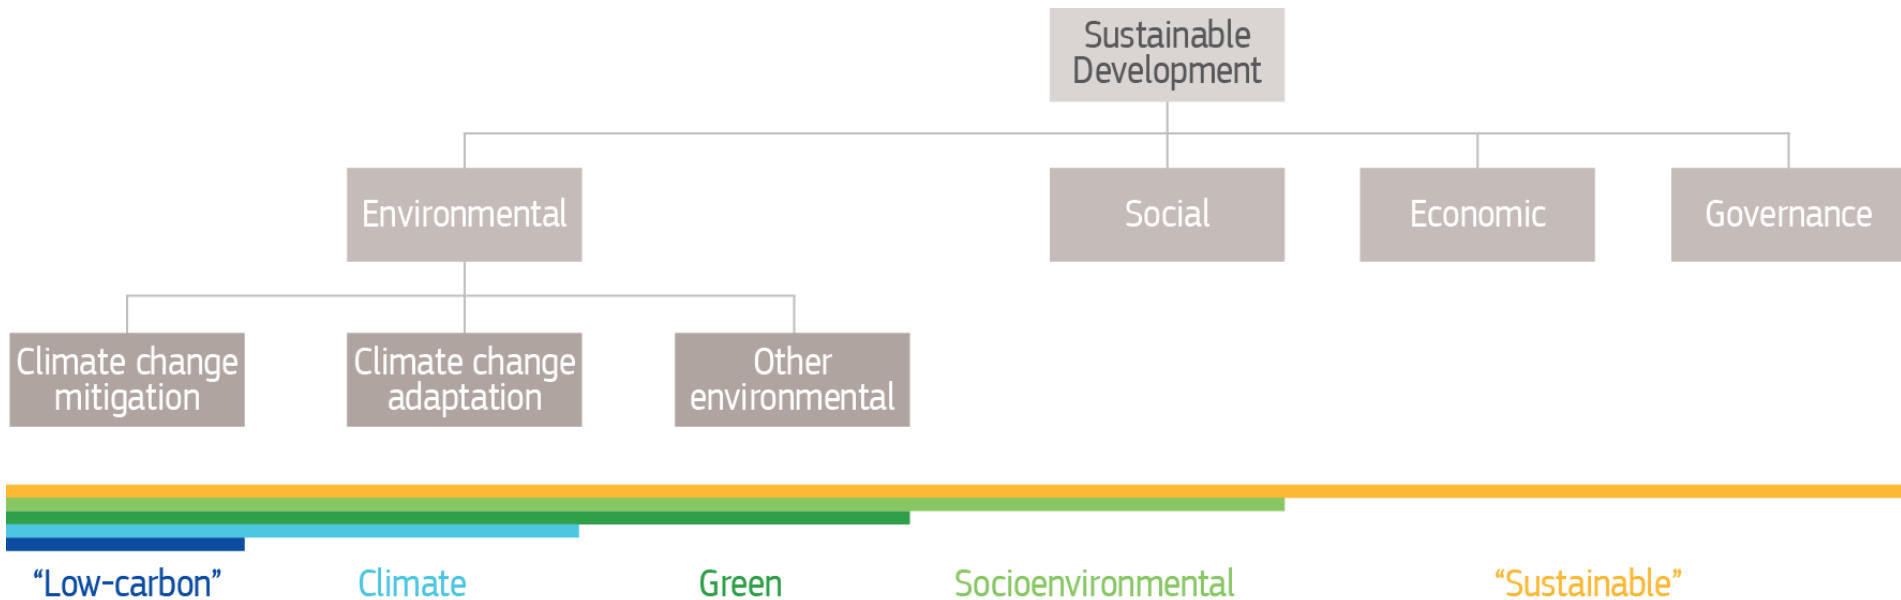 Sustainable
Development
Environmental
Social
Economic
Governance
Climate change
mitigation
Climate change
adaptation
Other
environmental
“Low-carbon”
Climate
Green
Socioenvironmental
“Sustainable”